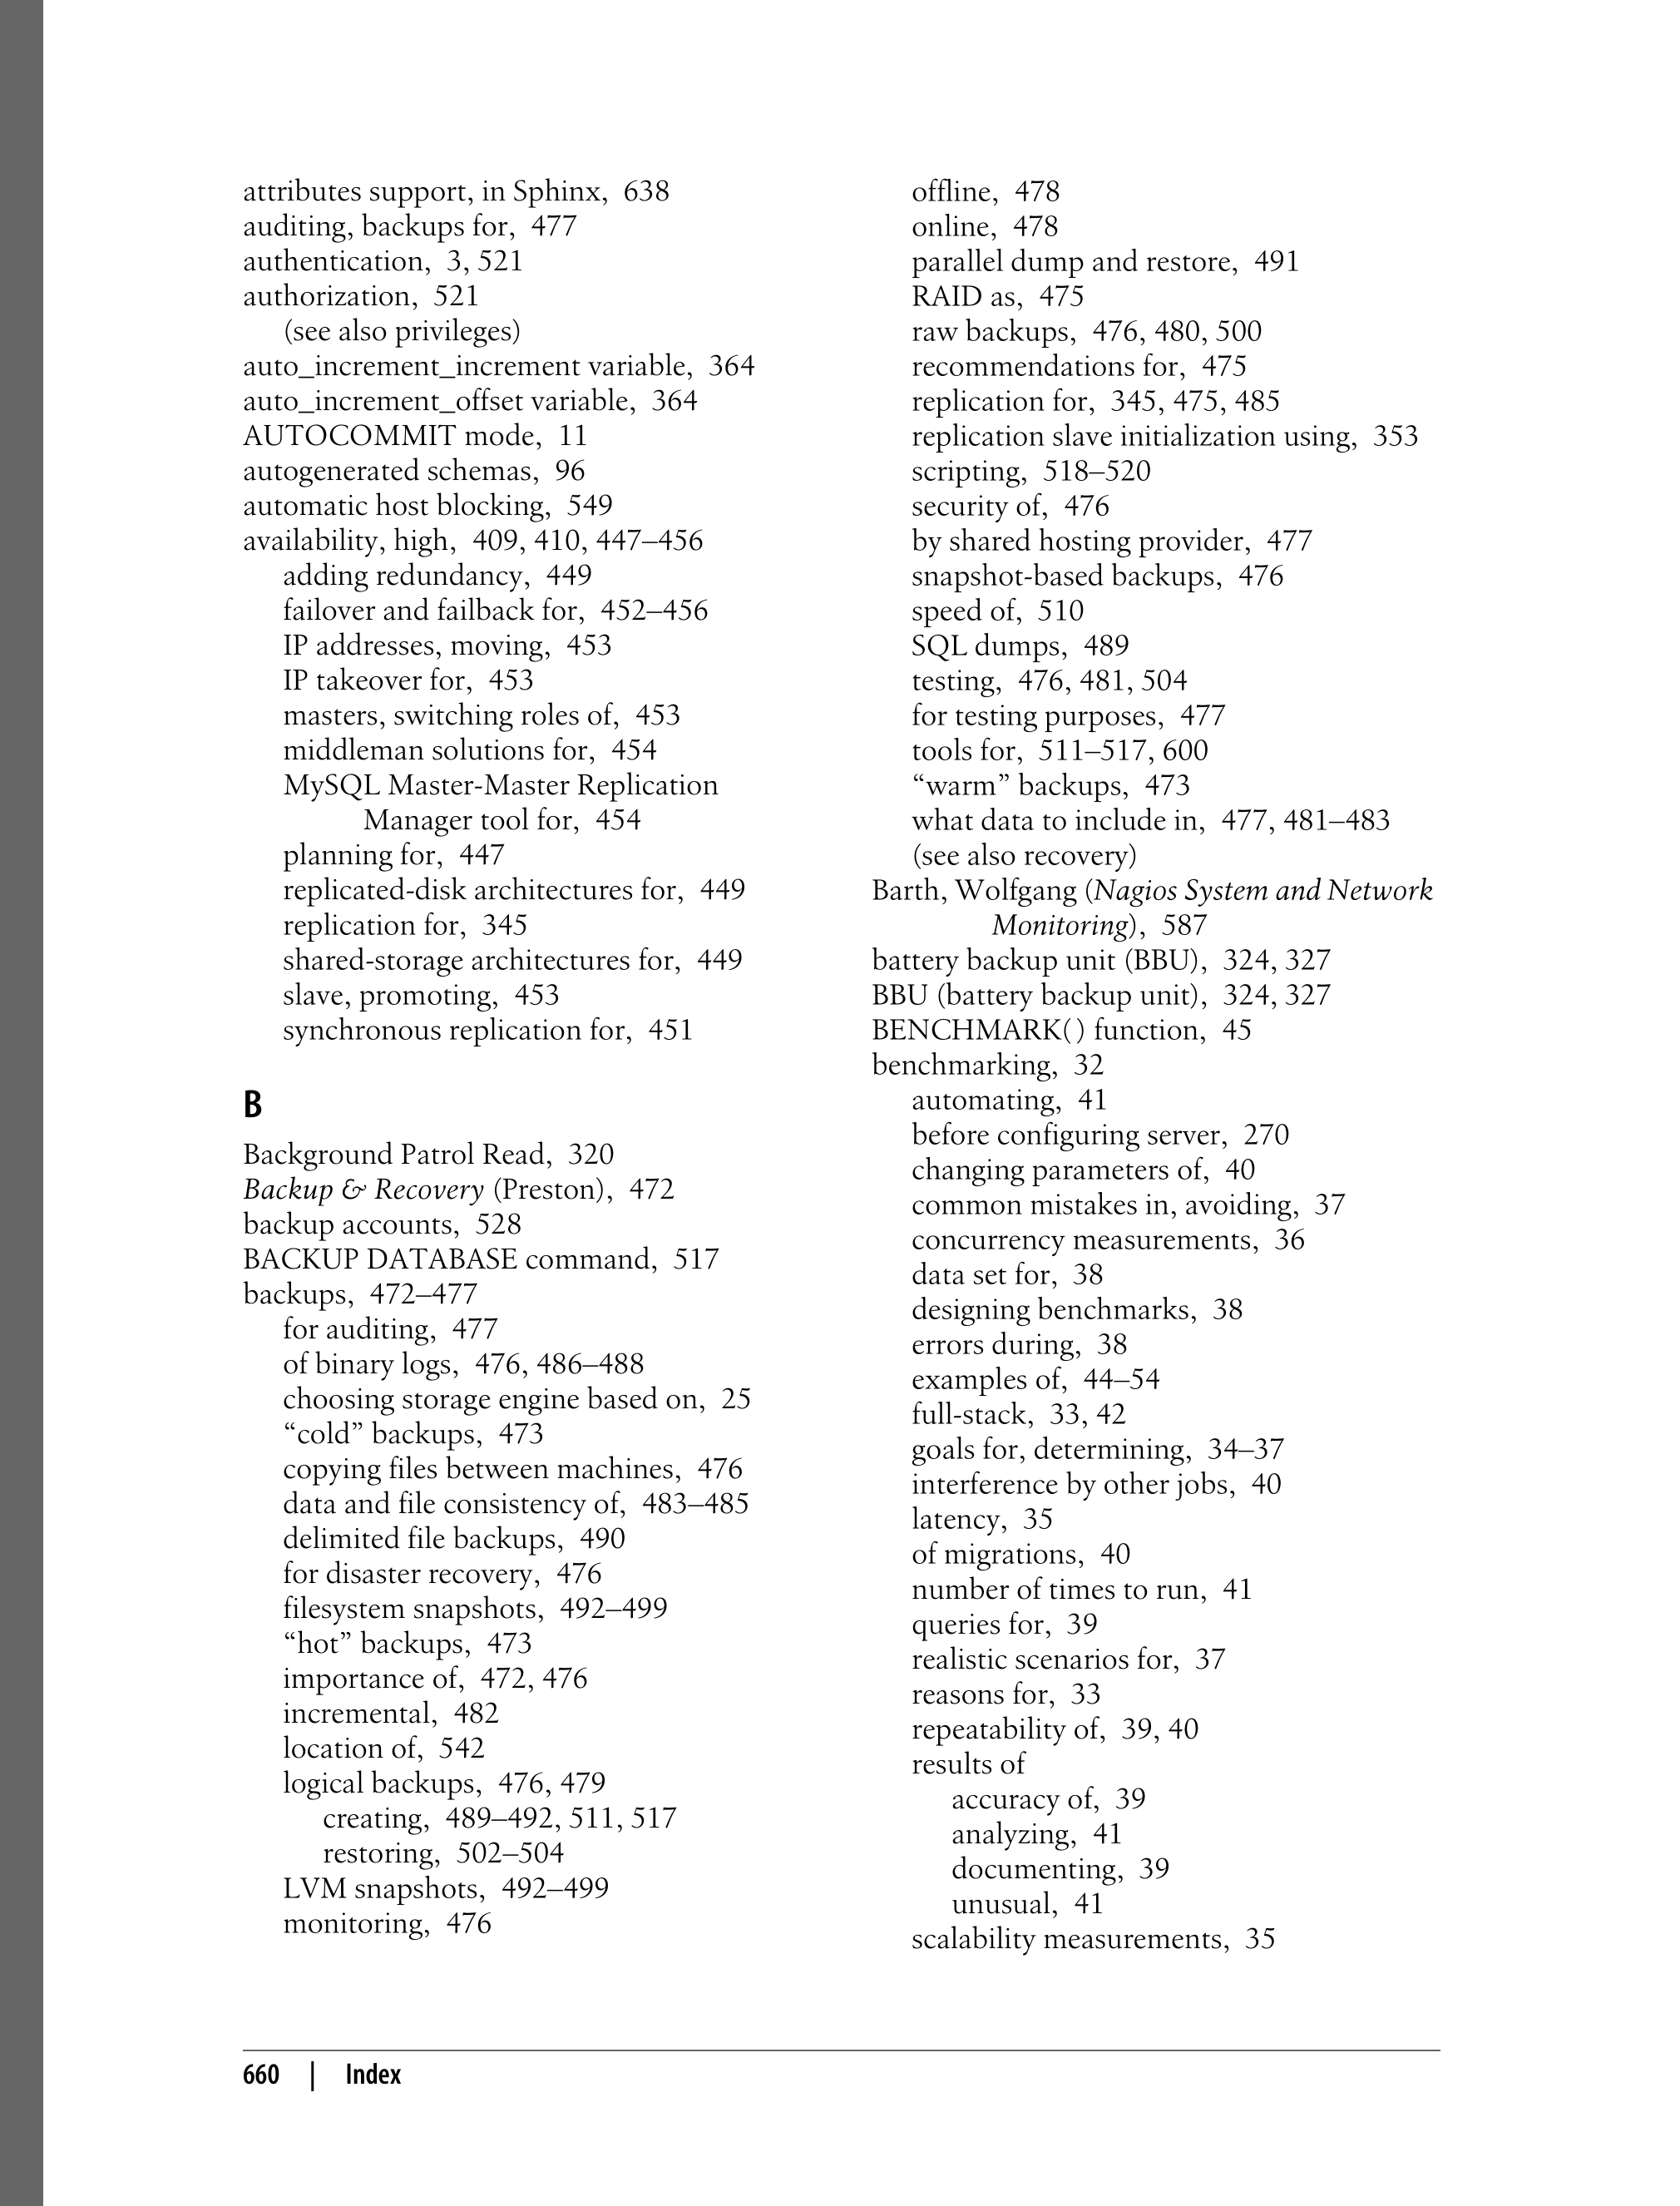 attributes support, in Sphinx, 638
auditing, backups for, 477
authentication, 3, 521
authorization, 521
(see also privileges)
auto_increment_increment variable, 364
auto_increment_offset variable, 364
AUTOCOMMIT mode, 11
autogenerated schemas, 96
automatic host blocking, 549
availability, high, 409, 410, 447–456
adding redundancy, 449
failover and failback for, 452–456
IP addresses, moving, 453
IP takeover for, 453
masters, switching roles of, 453
middleman solutions for, 454
MySQL Master-Master Replication
Manager tool for, 454
planning for, 447
replicated-disk architectures for, 449
replication for, 345
shared-storage architectures for, 449
slave, promoting, 453
synchronous replication for, 451
B
Background Patrol Read, 320
Backup & Recovery (Preston), 472
backup accounts, 528
BACKUP DATABASE command, 517
backups, 472–477
for auditing, 477
of binary logs, 476, 486–488
choosing storage engine based on, 25
“cold” backups, 473
copying files between machines, 476
data and file consistency of, 483–485
delimited file backups, 490
for disaster recovery, 476
filesystem snapshots, 492–499
“hot” backups, 473
importance of, 472, 476
incremental, 482
location of, 542
logical backups, 476, 479
creating, 489–492, 511, 517
restoring, 502–504
LVM snapshots, 492–499
monitoring, 476
offline, 478
online, 478
parallel dump and restore, 491
RAID as, 475
raw backups, 476, 480, 500
recommendations for, 475
replication for, 345, 475, 485
replication slave initialization using, 353
scripting, 518–520
security of, 476
by shared hosting provider, 477
snapshot-based backups, 476
speed of, 510
SQL dumps, 489
testing, 476, 481, 504
for testing purposes, 477
tools for, 511–517, 600
“warm” backups, 473
what data to include in, 477, 481–483
(see also recovery)
Barth, Wolfgang (Nagios System and Network
Monitoring), 587
battery backup unit (BBU), 324, 327
BBU (battery backup unit), 324, 327
BENCHMARK( ) function, 45
benchmarking, 32
automating, 41
before configuring server, 270
changing parameters of, 40
common mistakes in, avoiding, 37
concurrency measurements, 36
data set for, 38
designing benchmarks, 38
errors during, 38
examples of, 44–54
full-stack, 33, 42
goals for, determining, 34–37
interference by other jobs, 40
latency, 35
of migrations, 40
number of times to run, 41
queries for, 39
realistic scenarios for, 37
reasons for, 33
repeatability of, 39, 40
results of
accuracy of, 39
analyzing, 41
documenting, 39
unusual, 41
scalability measurements, 35
660 | Index